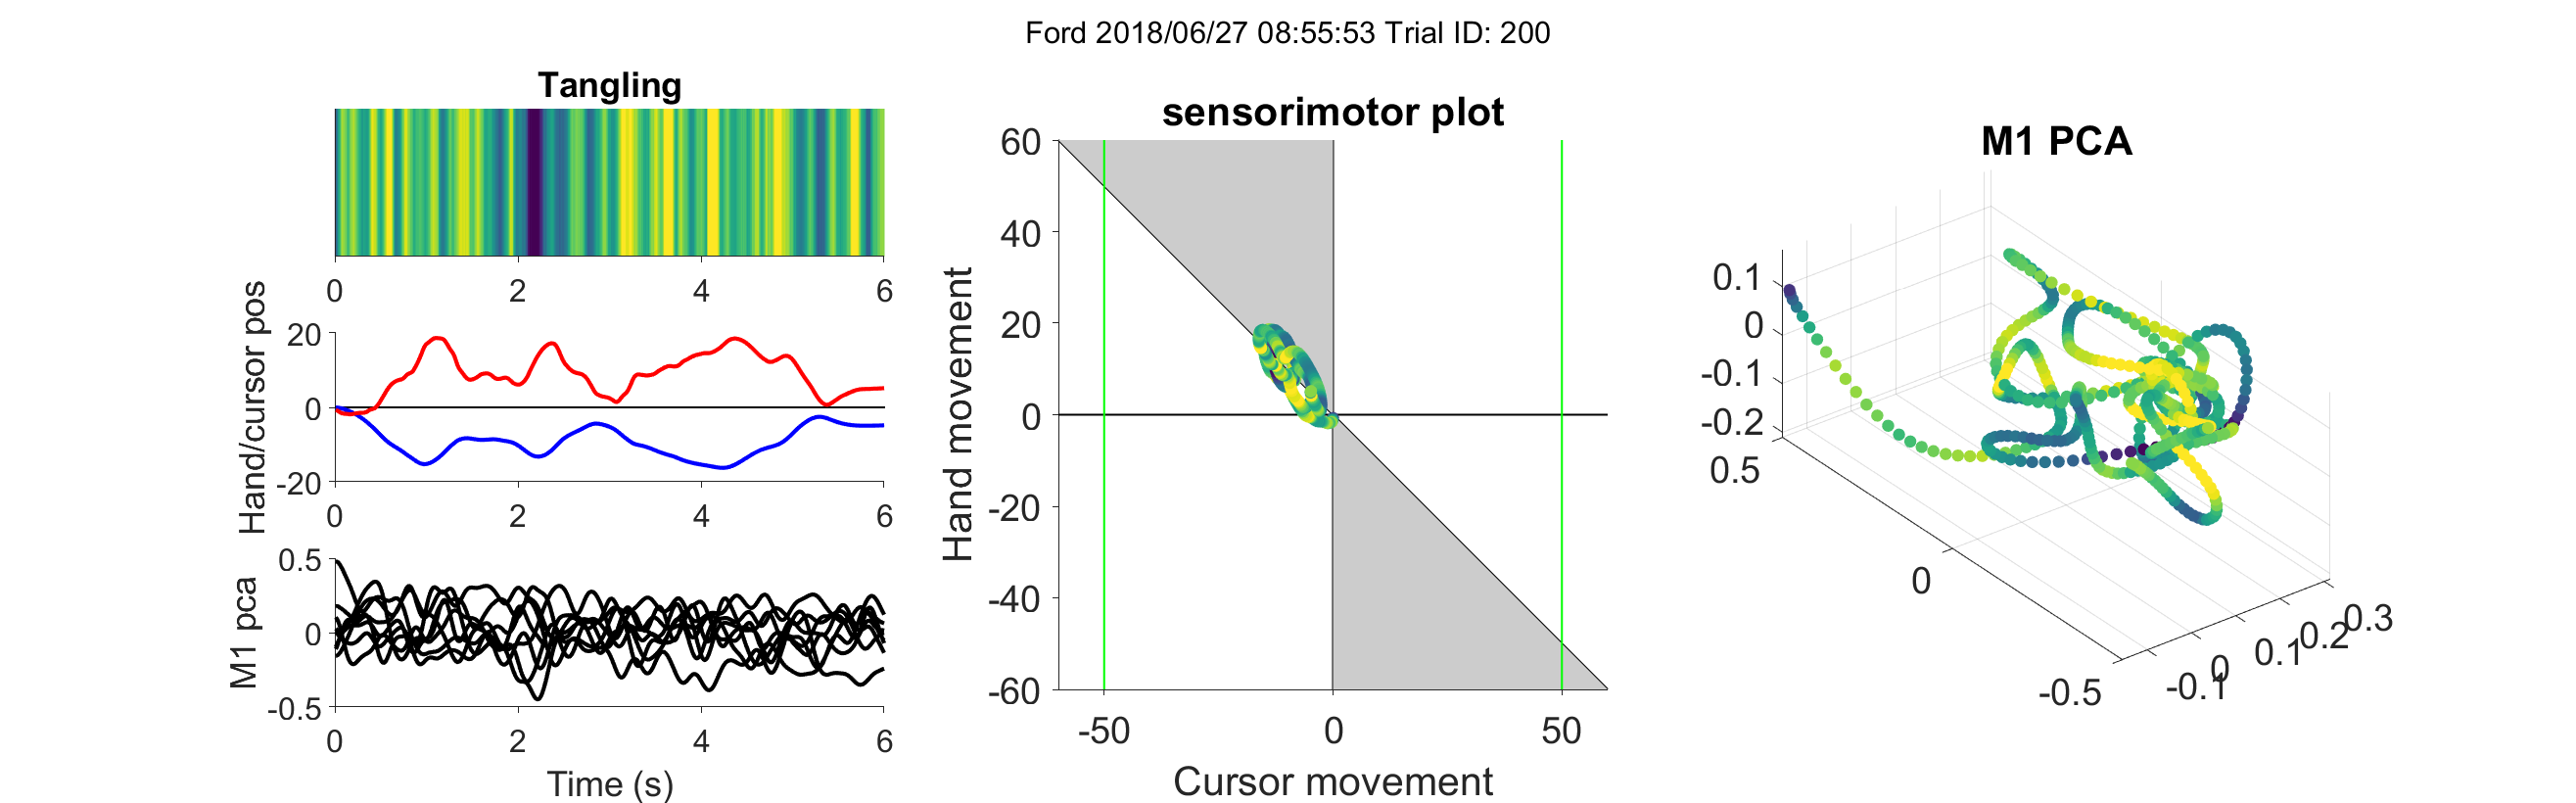 Ford 2018/06/27 08:55:53 Trial ID: 200
Tangling
0 2 4 6
Hand/cursor pos
20
0
-20
0 2 4 6
M1 pca
0.5
0
-0.5
0 2 4 6
Time (s)
sensorimotor plot
Hand movement
60
40
20
0
-20
-40
-60
-50 0 50
Cursor movement
M1 PCA
0.1
0
-0.1
-0.2
0.5
0
-0.5
-0.1
0
0.1
0.2
0.3